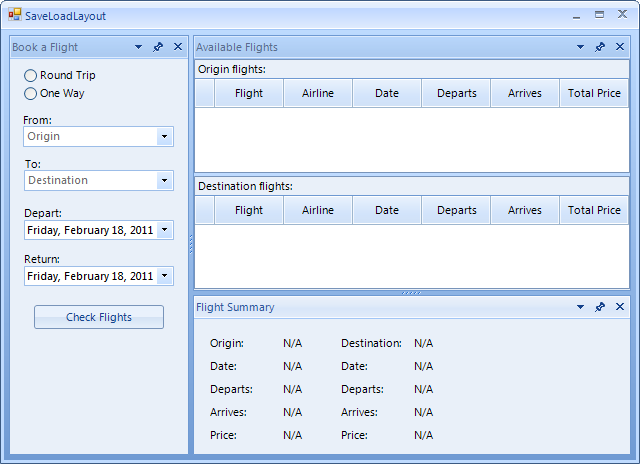 SaveLoadLayout
Book a Flight
Round Trip
One Way
From:
Origin
To:
Destination
Depart:
Friday, February 18, 2011
Return:
Friday, February 18, 2011
Check Flights
Available Flights
Origin flights:
Flight Airline Date Departs Arrives Total Price
Destination flights:
Flight Airline Date Departs Arrives Total Price
Flight Summary
Origin: N/A Destination: N/A
Date: N/A Date: N/A
Departs: N/A Departs: N/A
Arrives: N/A Arrives: N/A
Price: N/A Price: N/A